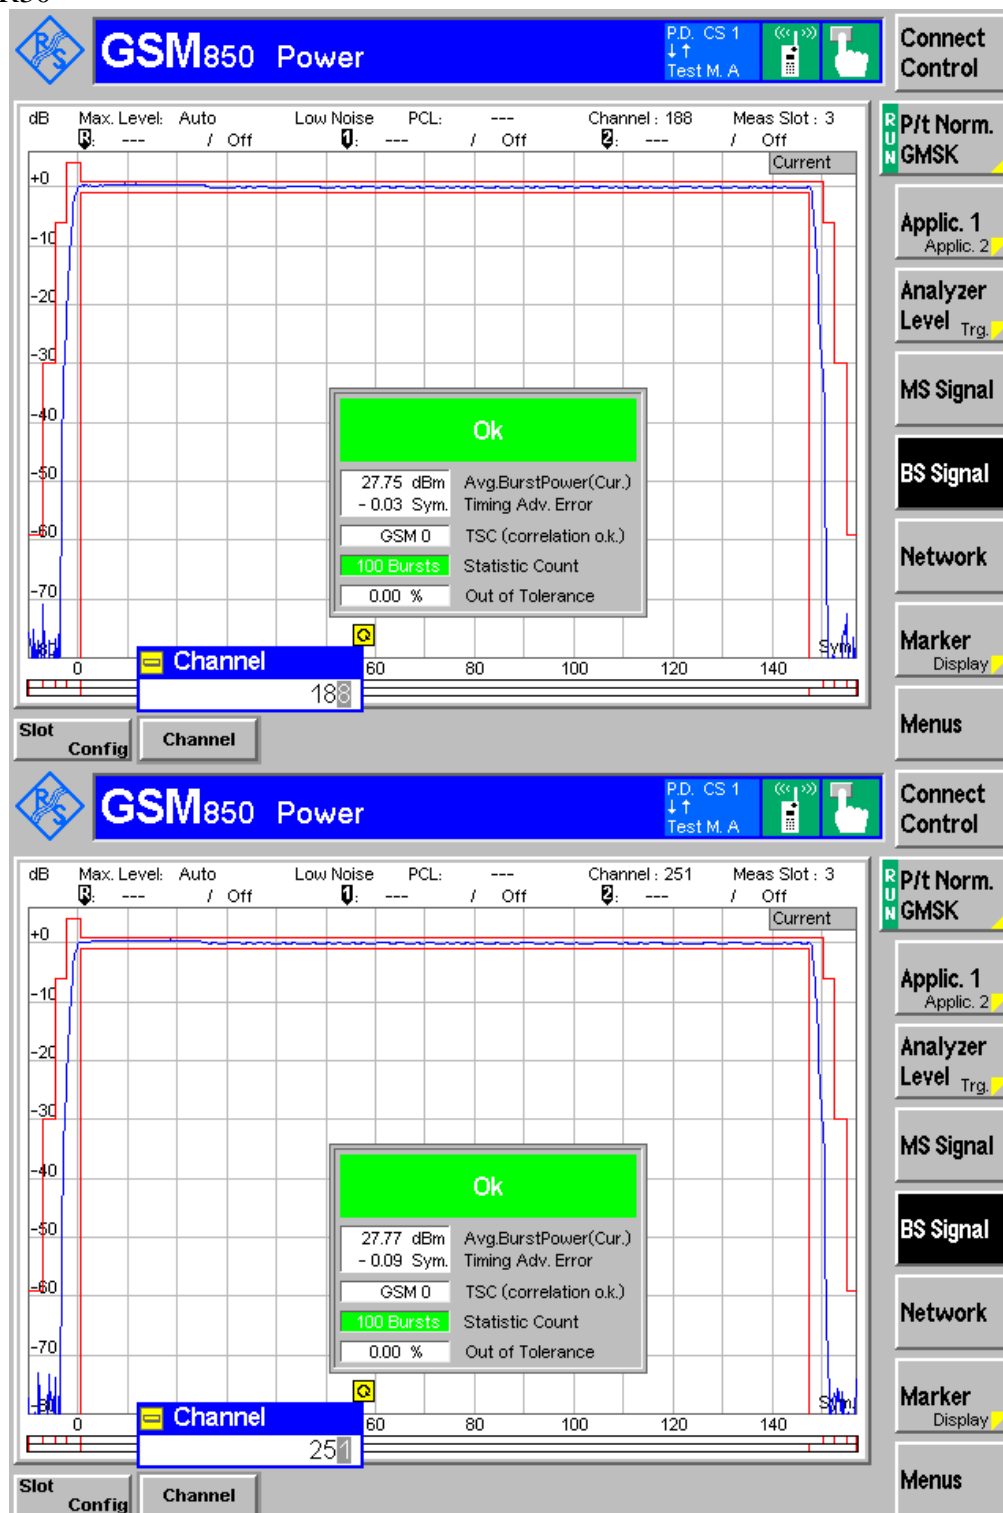 R&S GSM850 Power P.D. CS 1 ↓↑ Test M. A
Connect Control
dB Max. Level: Auto Low Noise PCL: --- Channel : 188 Meas Slot : 3
R: --- / Off 1: --- / Off 2: --- / Off
Current
RUN P/t Norm. GMSK
Applic. 1
Applic. 2
Analyzer
Level Trg.
MS Signal
BS Signal
Network
Marker
Display
Menus
+0
-10
-20
-30
-40
-50
-60
-70
-80
Ok
27.75 dBm Avg.BurstPower(Cur.)
- 0.03 Sym. Timing Adv. Error
GSM 0 TSC (correlation o.k.)
100 Bursts Statistic Count
0.00 % Out of Tolerance
Sym.
0 60 80 100 120 140
Channel
188
Slot
Config
Channel
R&S GSM850 Power P.D. CS 1 ↓↑ Test M. A
Connect Control
dB Max. Level: Auto Low Noise PCL: --- Channel : 251 Meas Slot : 3
R: --- / Off 1: --- / Off 2: --- / Off
Current
RUN P/t Norm. GMSK
Applic. 1
Applic. 2
Analyzer
Level Trg.
MS Signal
BS Signal
Network
Marker
Display
Menus
+0
-10
-20
-30
-40
-50
-60
-70
-80
Ok
27.77 dBm Avg.BurstPower(Cur.)
- 0.09 Sym. Timing Adv. Error
GSM 0 TSC (correlation o.k.)
100 Bursts Statistic Count
0.00 % Out of Tolerance
Sym.
0 60 80 100 120 140
Channel
251
Slot
Config
Channel